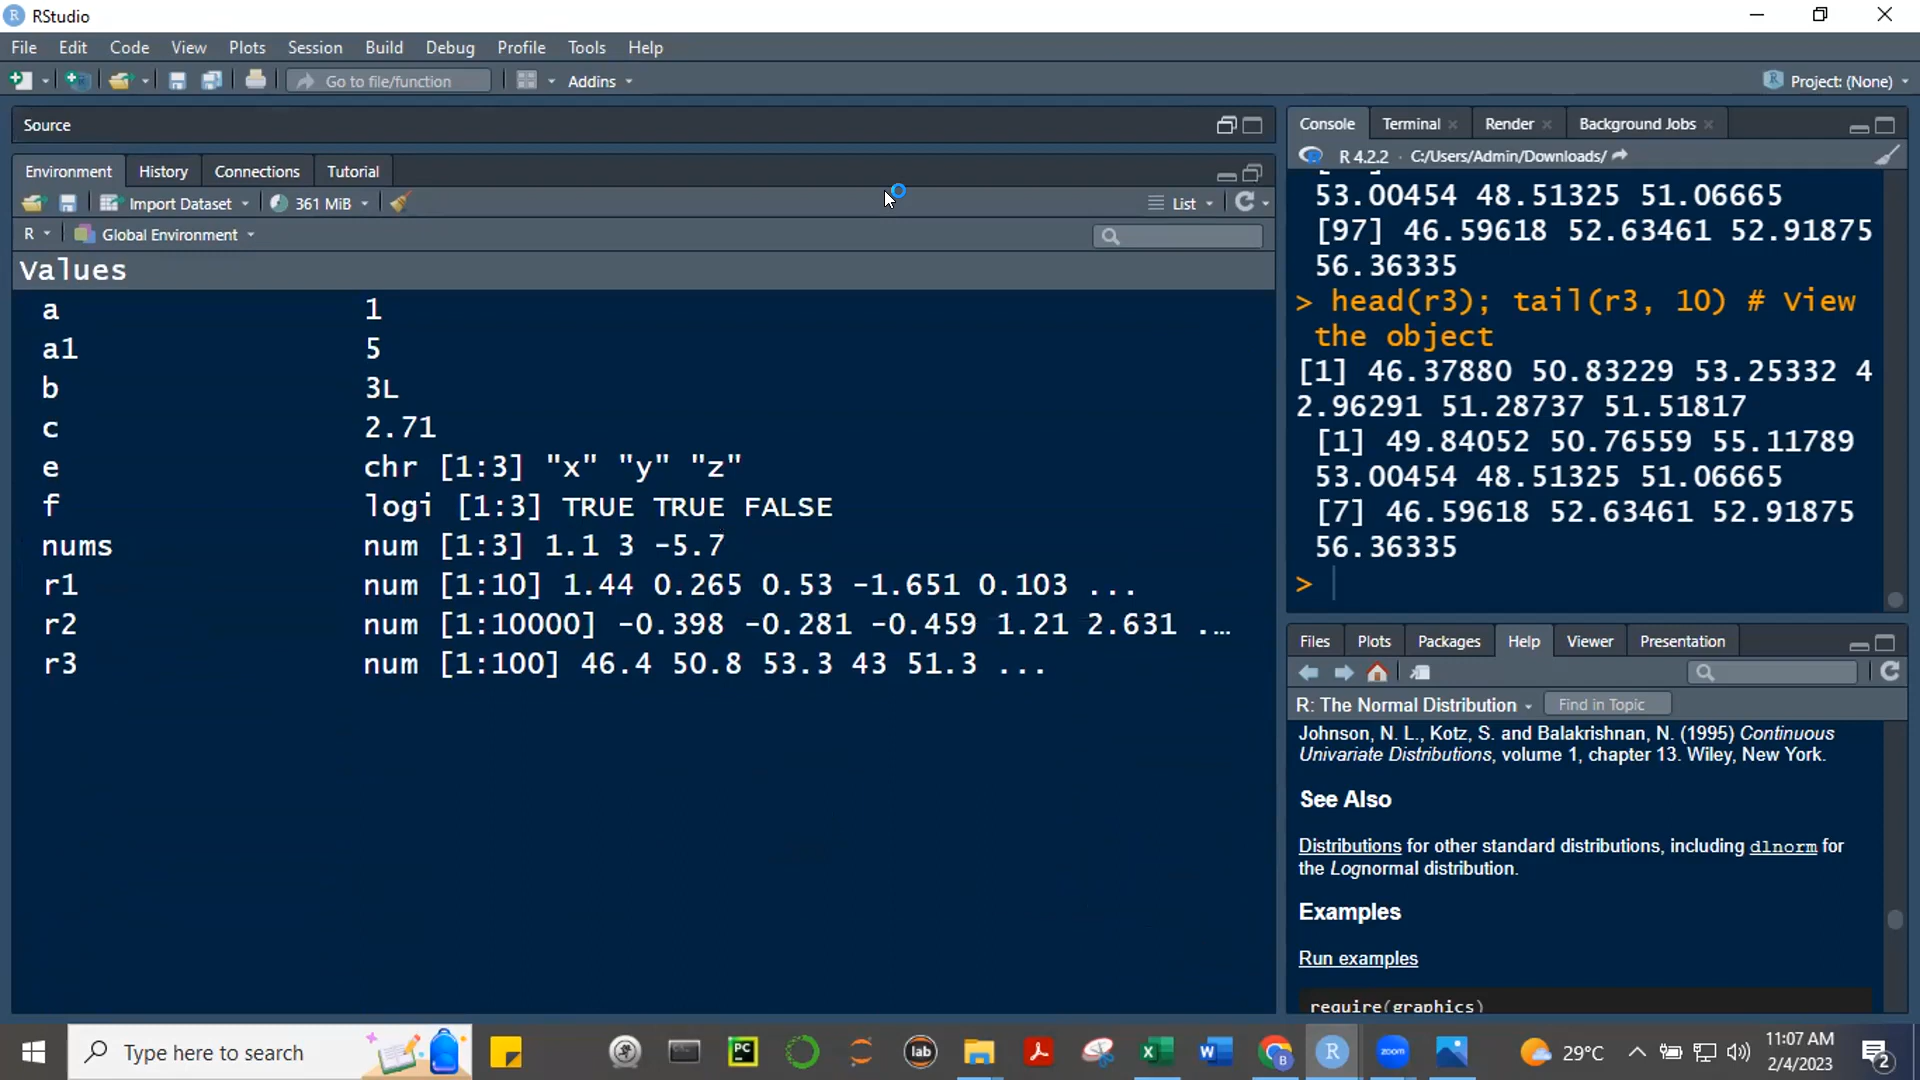 RStudio
File Edit Code View Plots Session Build Debug Profile Tools Help
Go to file/function Addins Project: (None)
Source
Environment History Connections Tutorial
Import Dataset 361 MiB List
R Global Environment
Values
a 1
a1 5
b 3L
c 2.71
e chr [1:3] "x" "y" "z"
f logi [1:3] TRUE TRUE FALSE
nums num [1:3] 1.1 3 -5.7
r1 num [1:10] 1.44 0.265 0.53 -1.651 0.103 ...
r2 num [1:10000] -0.398 -0.281 -0.459 1.21 2.631 ...
r3 num [1:100] 46.4 50.8 53.3 43 51.3 ...
Console Terminal Render Background Jobs
R 4.2.2 · C:/Users/Admin/Downloads/
53.00454 48.51325 51.06665
[97] 46.59618 52.63461 52.91875
56.36335
> head(r3); tail(r3, 10) # View
the object
[1] 46.37880 50.83229 53.25332 4
2.96291 51.28737 51.51817
[1] 49.84052 50.76559 55.11789
53.00454 48.51325 51.06665
[7] 46.59618 52.63461 52.91875
56.36335
>
Files Plots Packages Help Viewer Presentation
R: The Normal Distribution Find in Topic
Johnson, N. L., Kotz, S. and Balakrishnan, N. (1995) Continuous
Univariate Distributions, volume 1, chapter 13. Wiley, New York.
See Also
Distributions for other standard distributions, including dlnorm for
the Lognormal distribution.
Examples
Run examples
require(graphics)
Type here to search
PC
lab
X
W
B
R
zoom
29°C
11:07 AM
2/4/2023
2